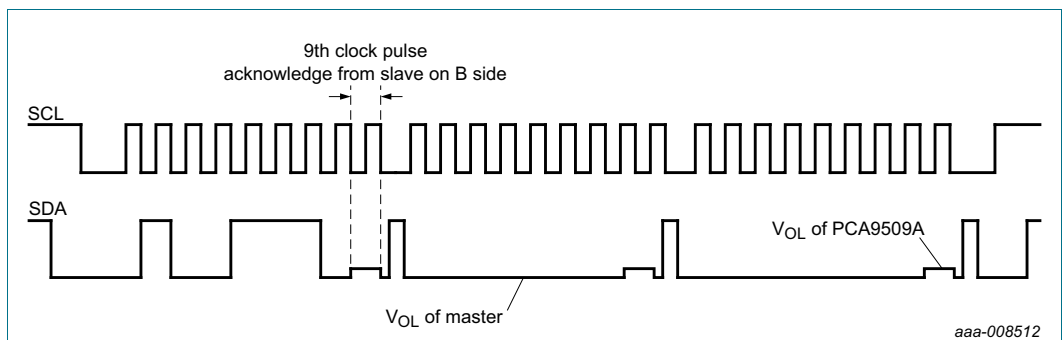 9th clock pulse
acknowledge from slave on B side
SCL
SDA
VOL of PCA9509A
VOL of master
aaa-008512